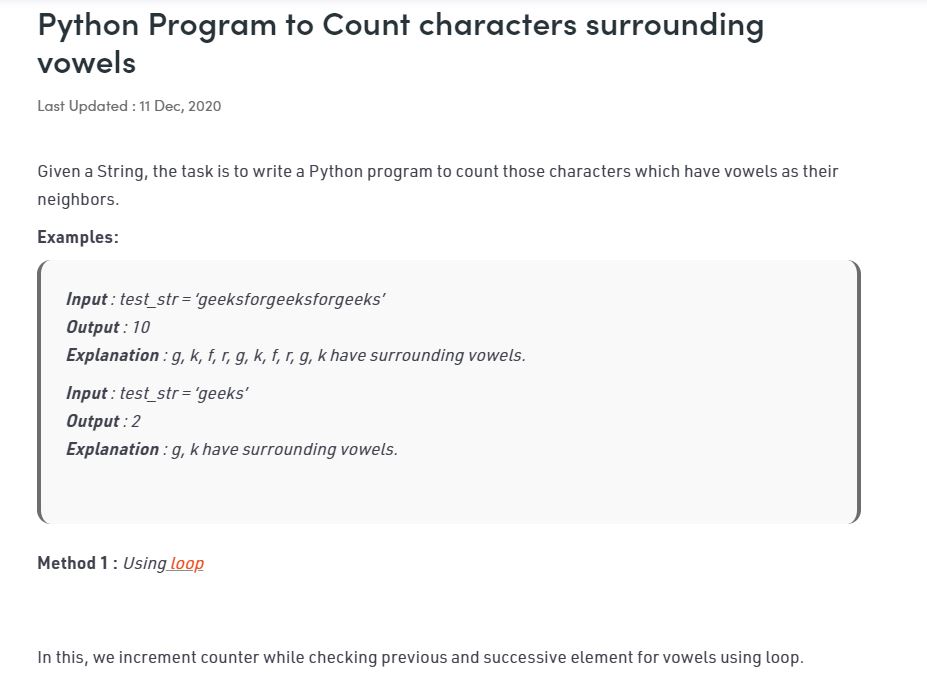 Python Program to Count characters surrounding
vowels
Last Updated : 11 Dec, 2020
Given a String, the task is to write a Python program to count those characters which have vowels as their
neighbors.
Examples:
Input : test_str = ‘geeksforgeeksforgeeks’
Output : 10
Explanation : g, k, f, r, g, k, f, r, g, k have surrounding vowels.
Input : test_str = ‘geeks’
Output : 2
Explanation : g, k have surrounding vowels.
Method 1 : Using loop
In this, we increment counter while checking previous and successive element for vowels using loop.